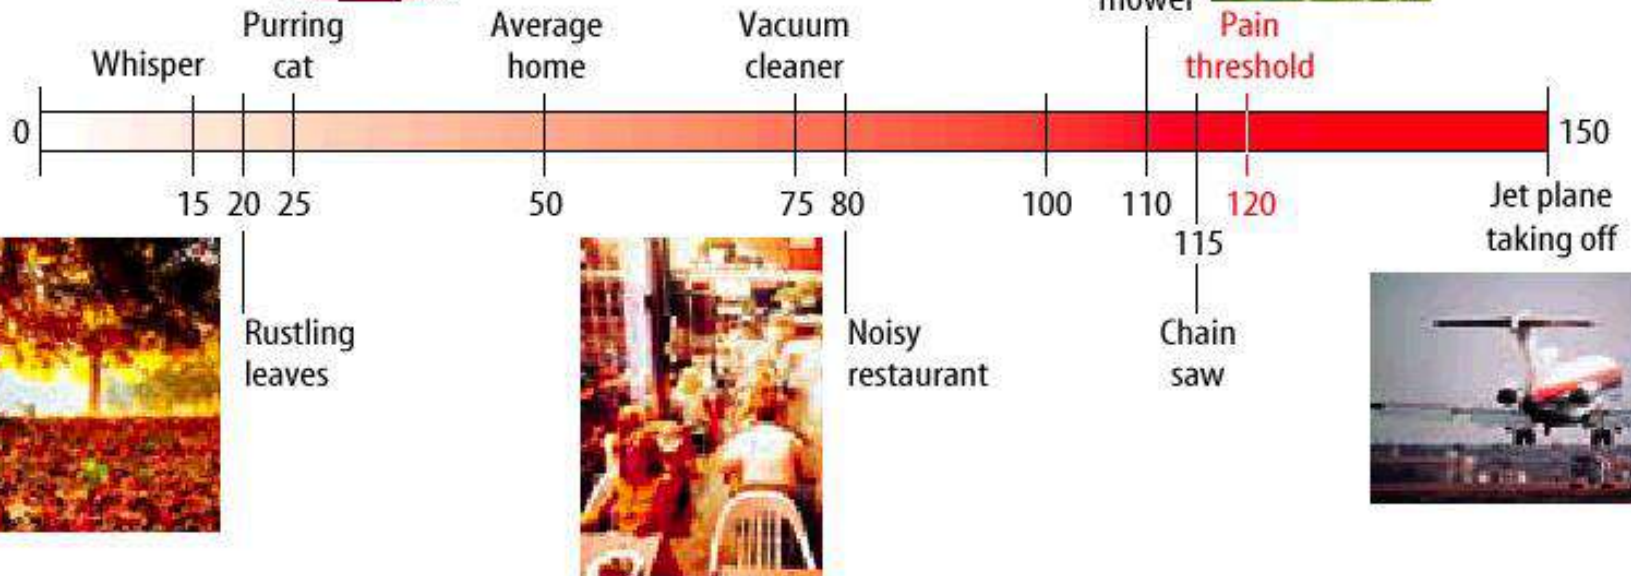 mower
Purring
cat
Average
home
Vacuum
cleaner
Whisper
Pain
threshold
0
150
15 20 25 50 75 80 100 110 120
115
Jet plane
taking off
Rustling
leaves
Noisy
restaurant
Chain
saw